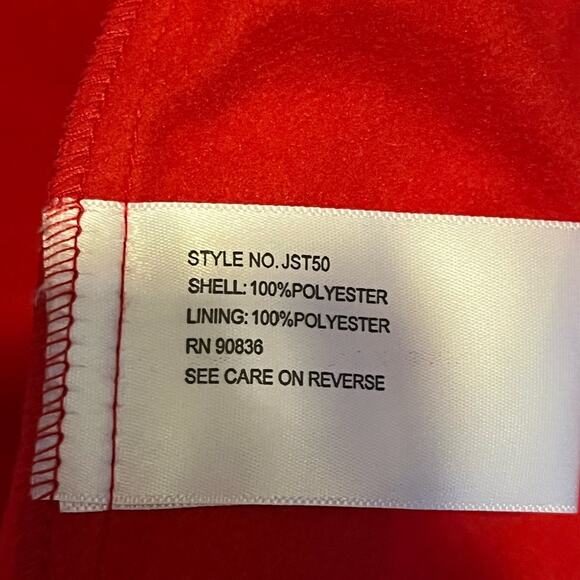 STYLE NO. JST50
SHELL: 100%POLYESTER
LINING: 100%POLYESTER
RN 90836
SEE CARE ON REVERSE